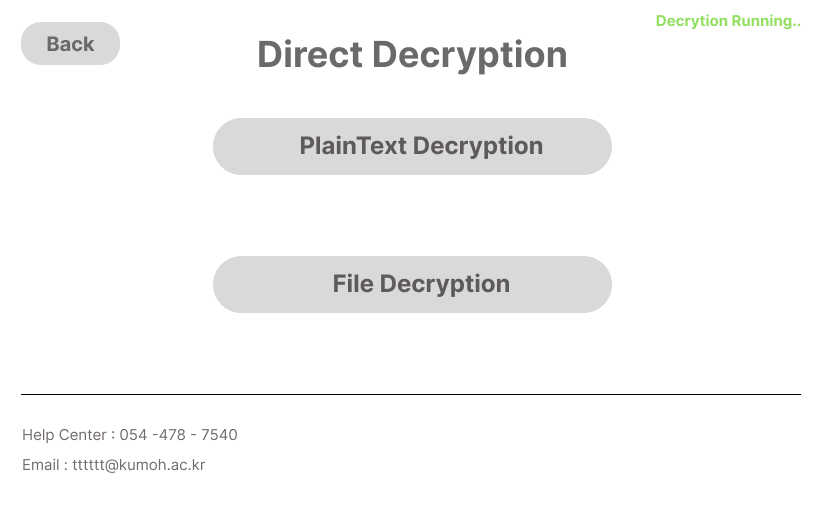 Back
Decrytion Running..
Direct Decryption
PlainText Decryption
File Decryption
Help Center : 054 -478 - 7540
Email : tttttt@kumoh.ac.kr